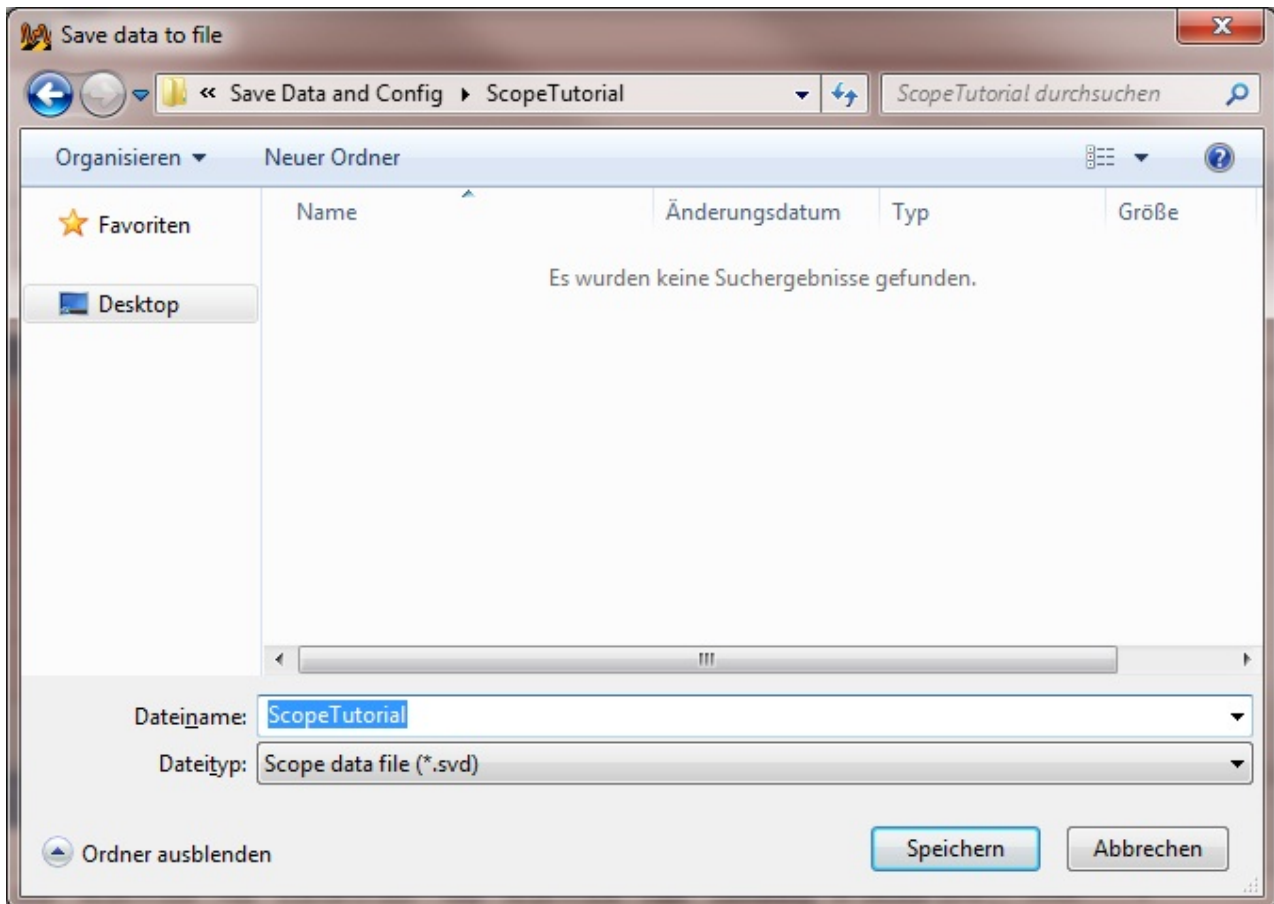 Save data to file
« Save Data and Config ▸ ScopeTutorial
ScopeTutorial durchsuchen
Organisieren
Neuer Ordner
Favoriten
Desktop
Name
Änderungsdatum
Typ
Größe
Es wurden keine Suchergebnisse gefunden.
Dateiname: ScopeTutorial
Dateityp: Scope data file (*.svd)
Ordner ausblenden
Speichern
Abbrechen